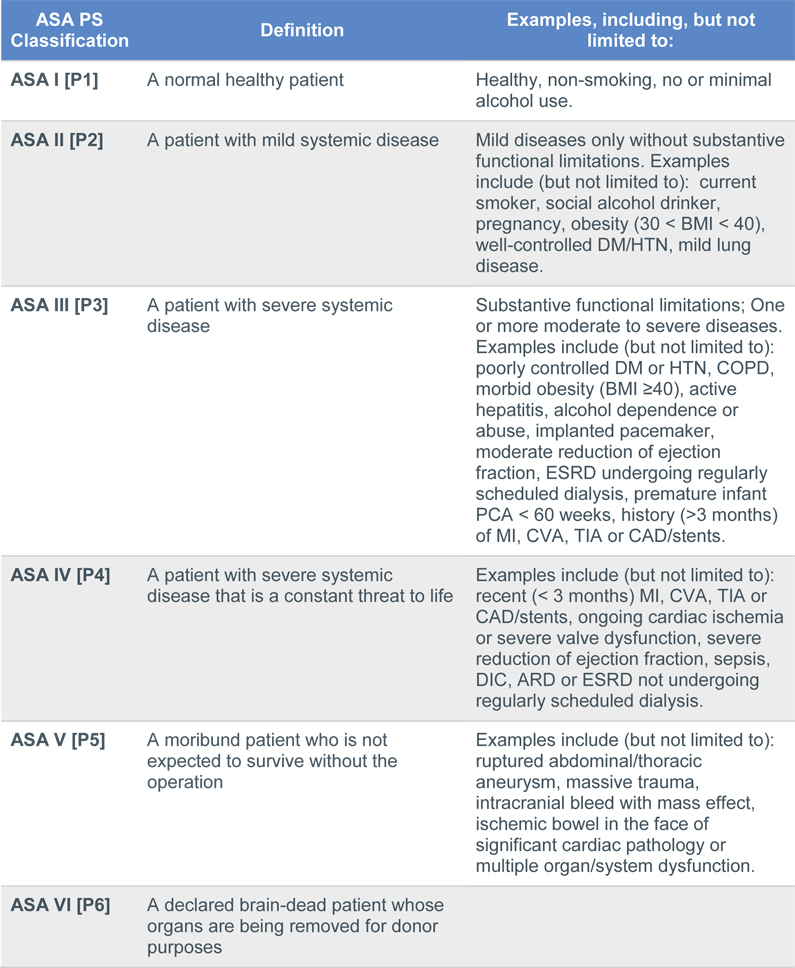 ASA PS
Classification
Definition
Examples, including, but not
limited to:
ASA I [P1]
A normal healthy patient
Healthy, non-smoking, no or minimal
alcohol use.
ASA II [P2]
A patient with mild systemic disease
Mild diseases only without substantive
functional limitations. Examples
include (but not limited to):  current
smoker, social alcohol drinker,
pregnancy, obesity (30 < BMI < 40),
well-controlled DM/HTN, mild lung
disease.
ASA III [P3]
A patient with severe systemic
disease
Substantive functional limitations; One
or more moderate to severe diseases.
Examples include (but not limited to):
poorly controlled DM or HTN, COPD,
morbid obesity (BMI ≥40), active
hepatitis, alcohol dependence or
abuse, implanted pacemaker,
moderate reduction of ejection
fraction, ESRD undergoing regularly
scheduled dialysis, premature infant
PCA < 60 weeks, history (>3 months)
of MI, CVA, TIA or CAD/stents.
ASA IV [P4]
A patient with severe systemic
disease that is a constant threat to life
Examples include (but not limited to):
recent (< 3 months) MI, CVA, TIA or
CAD/stents, ongoing cardiac ischemia
or severe valve dysfunction, severe
reduction of ejection fraction, sepsis,
DIC, ARD or ESRD not undergoing
regularly scheduled dialysis.
ASA V [P5]
A moribund patient who is not
expected to survive without the
operation
Examples include (but not limited to):
ruptured abdominal/thoracic
aneurysm, massive trauma,
intracranial bleed with mass effect,
ischemic bowel in the face of
significant cardiac pathology or
multiple organ/system dysfunction.
ASA VI [P6]
A declared brain-dead patient whose
organs are being removed for donor
purposes